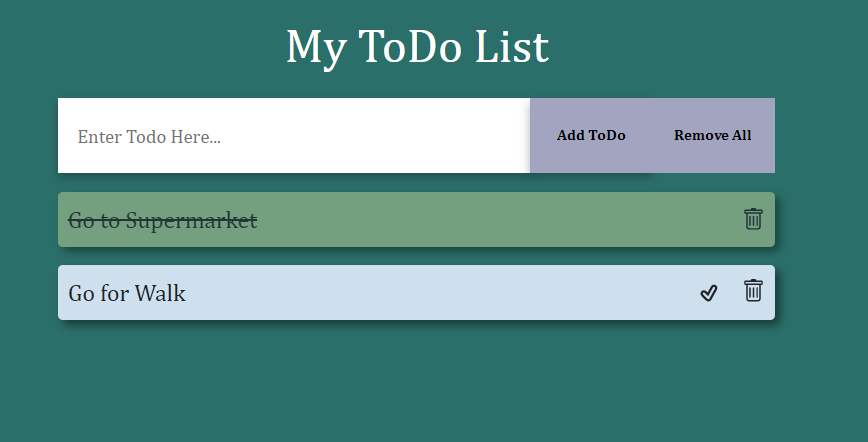 My ToDo List
Enter Todo Here...
Add ToDo
Remove All
Go to Supermarket
Go for Walk